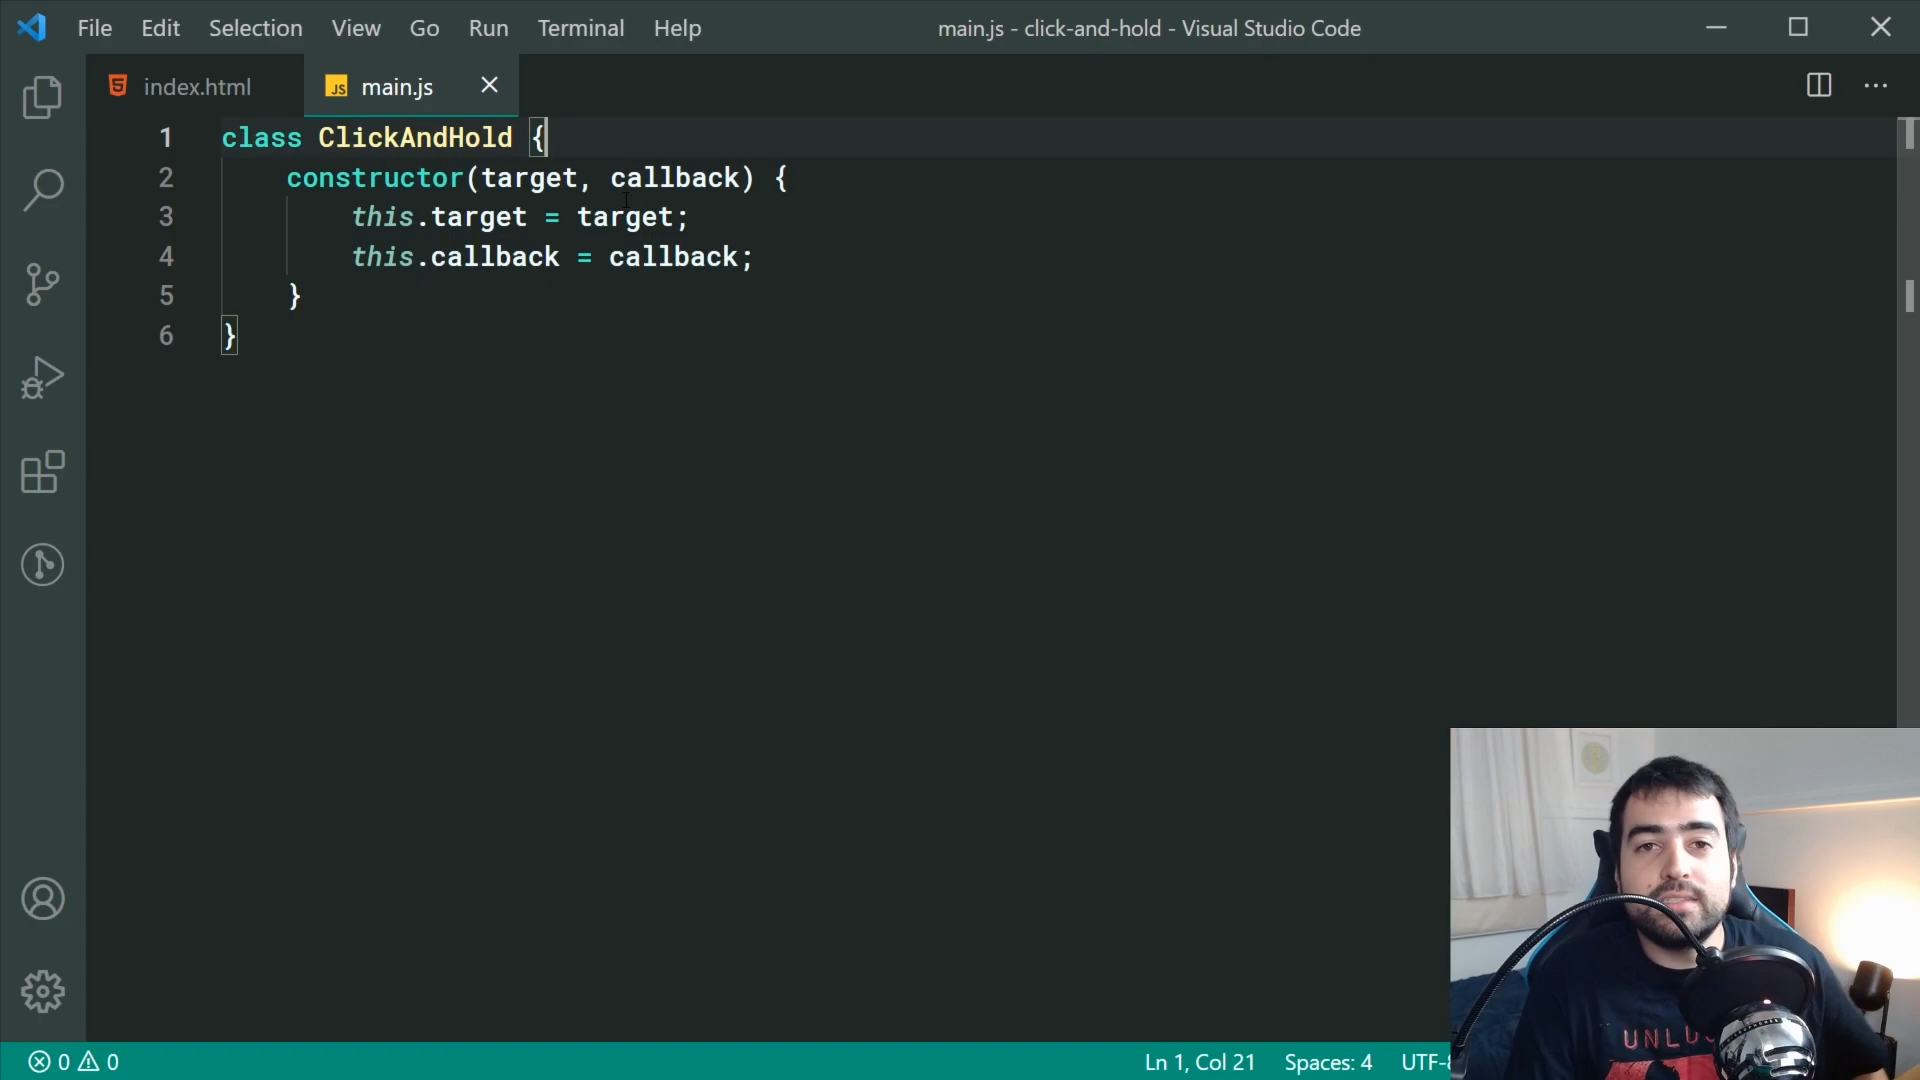 File Edit Selection View Go Run Terminal Help main.js - click-and-hold - Visual Studio Code
index.html JS main.js
1 class ClickAndHold {
2 constructor(target, callback) {
3 this.target = target;
4 this.callback = callback;
5 }
6 }
0 0 Ln 1, Col 21 Spaces: 4